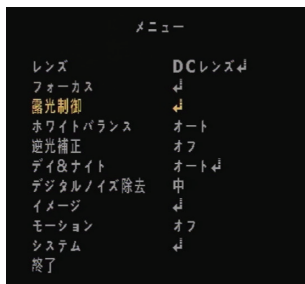 メニュー
レンズ DCレンズ↲
フォーカス ↲
露光制御 ↲
ホワイトバランス オート
逆光補正 オフ
デイ&ナイト オート↲
デジタルノイズ除去 中
イメージ ↲
モーション オフ
システム ↲
終了